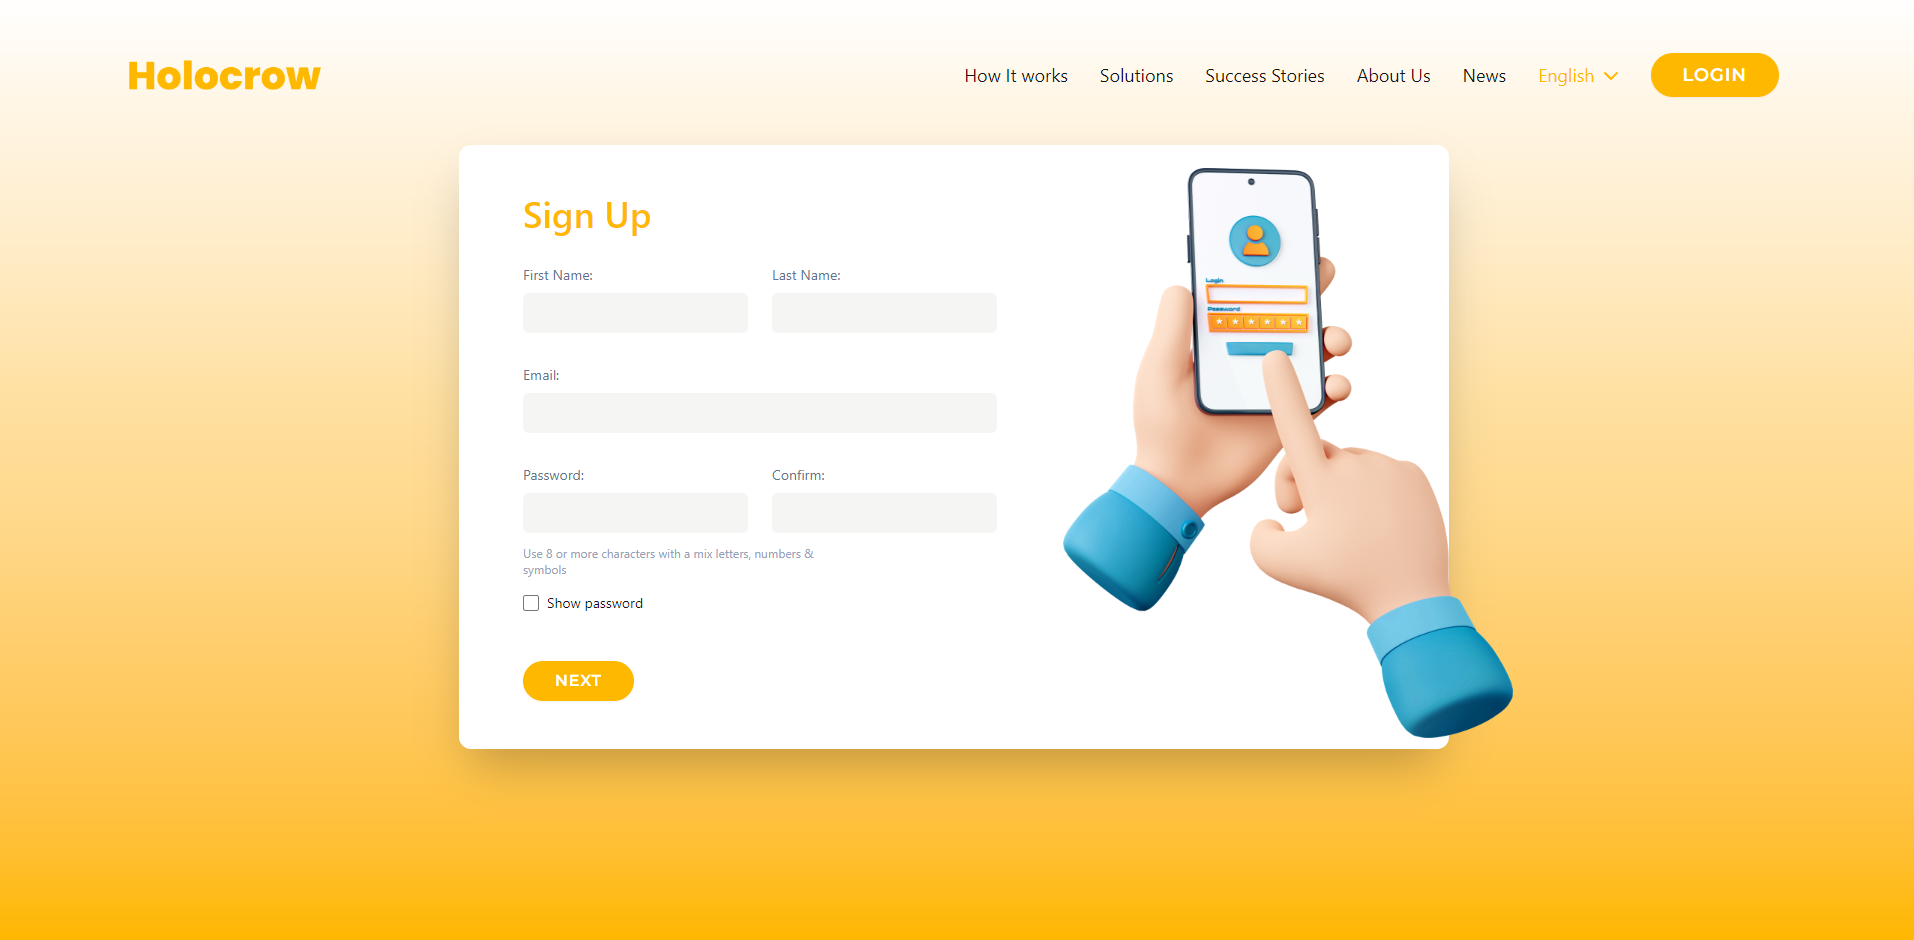 Holocrow
How It works Solutions Success Stories About Us News English LOGIN
Sign Up
First Name: Last Name:
Email:
Password: Confirm:
Use 8 or more characters with a mix letters, numbers &
symbols
Show password
NEXT
Login
Password